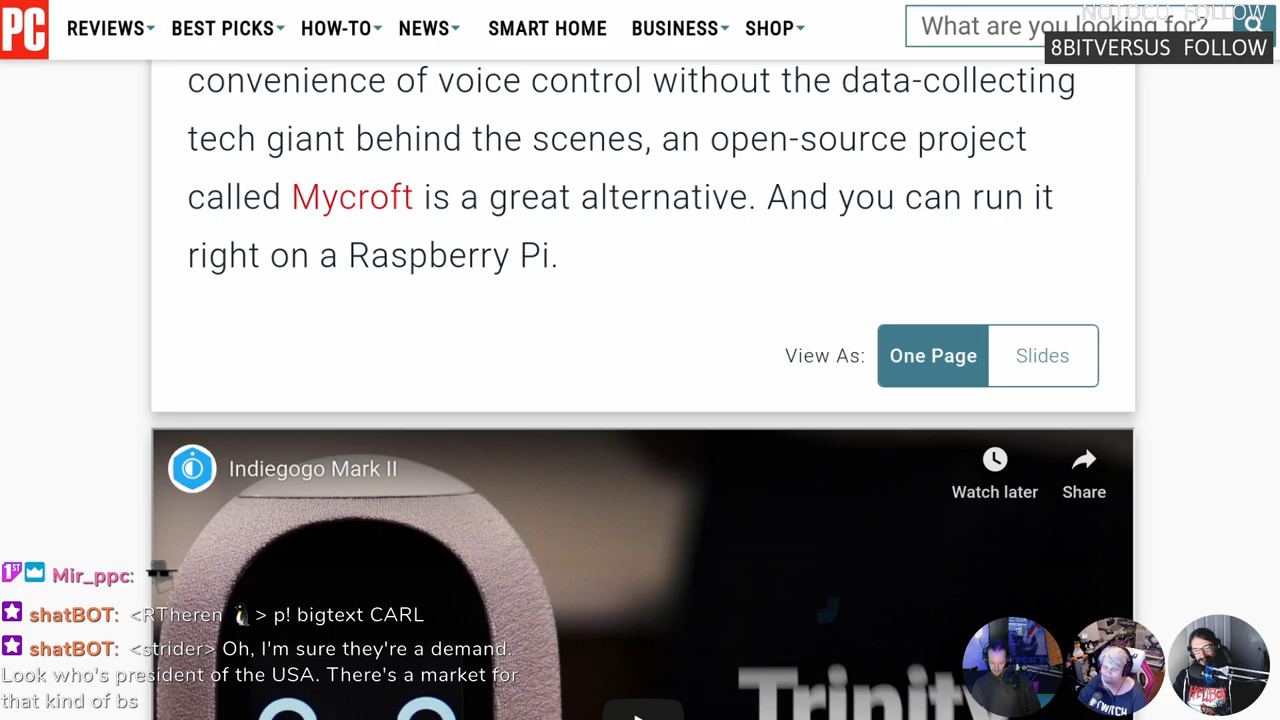 PC
REVIEWS BEST PICKS HOW-TO NEWS SMART HOME BUSINESS SHOP
What are you looking for?
NOTOCU FOLLOW
8BITVERSUS FOLLOW
convenience of voice control without the data-collecting
tech giant behind the scenes, an open-source project
called Mycroft is a great alternative. And you can run it
right on a Raspberry Pi.
View As: One Page Slides
Indiegogo Mark II
Watch later Share
Trinity
1ST Mir_ppc:
shatBOT: <RTheren 🐧 > p! bigtext CARL
shatBOT: <strider> Oh, I'm sure they're a demand.
Look who's president of the USA. There's a market for
that kind of bs